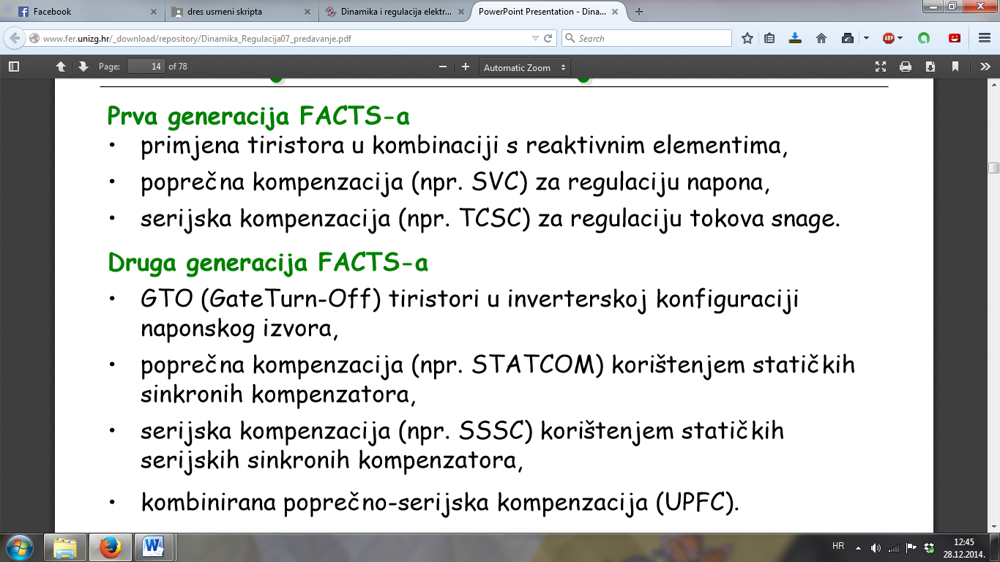 Facebook
dres usmeni skripta
Dinamika i regulacija elektr...
PowerPoint Presentation - Dina...
www.fer.unizg.hr/_download/repository/Dinamika_Regulacija07_predavanje.pdf
Search
ABP
Page: 14 of 78
Automatic Zoom
Prva generacija FACTS-a
• primjena tiristora u kombinaciji s reaktivnim elementima,
• poprečna kompenzacija (npr. SVC) za regulaciju napona,
• serijska kompenzacija (npr. TCSC) za regulaciju tokova snage.
Druga generacija FACTS-a
• GTO (GateTurn-Off) tiristori u inverterskoj konfiguraciji
naponskog izvora,
• poprečna kompenzacija (npr. STATCOM) korištenjem statičkih
sinkronih kompenzatora,
• serijska kompenzacija (npr. SSSC) korištenjem statičkih
serijskih sinkronih kompenzatora,
• kombinirana poprečno-serijska kompenzacija (UPFC).
HR
12:45
28.12.2014.